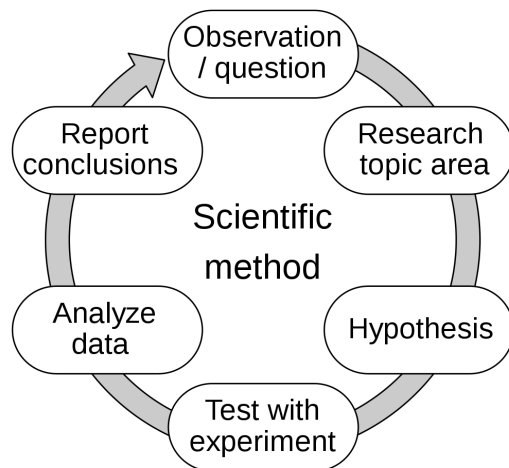 Observation
/ question
Research
topic area
Hypothesis
Test with
experiment
Analyze
data
Report
conclusions
Scientific
method